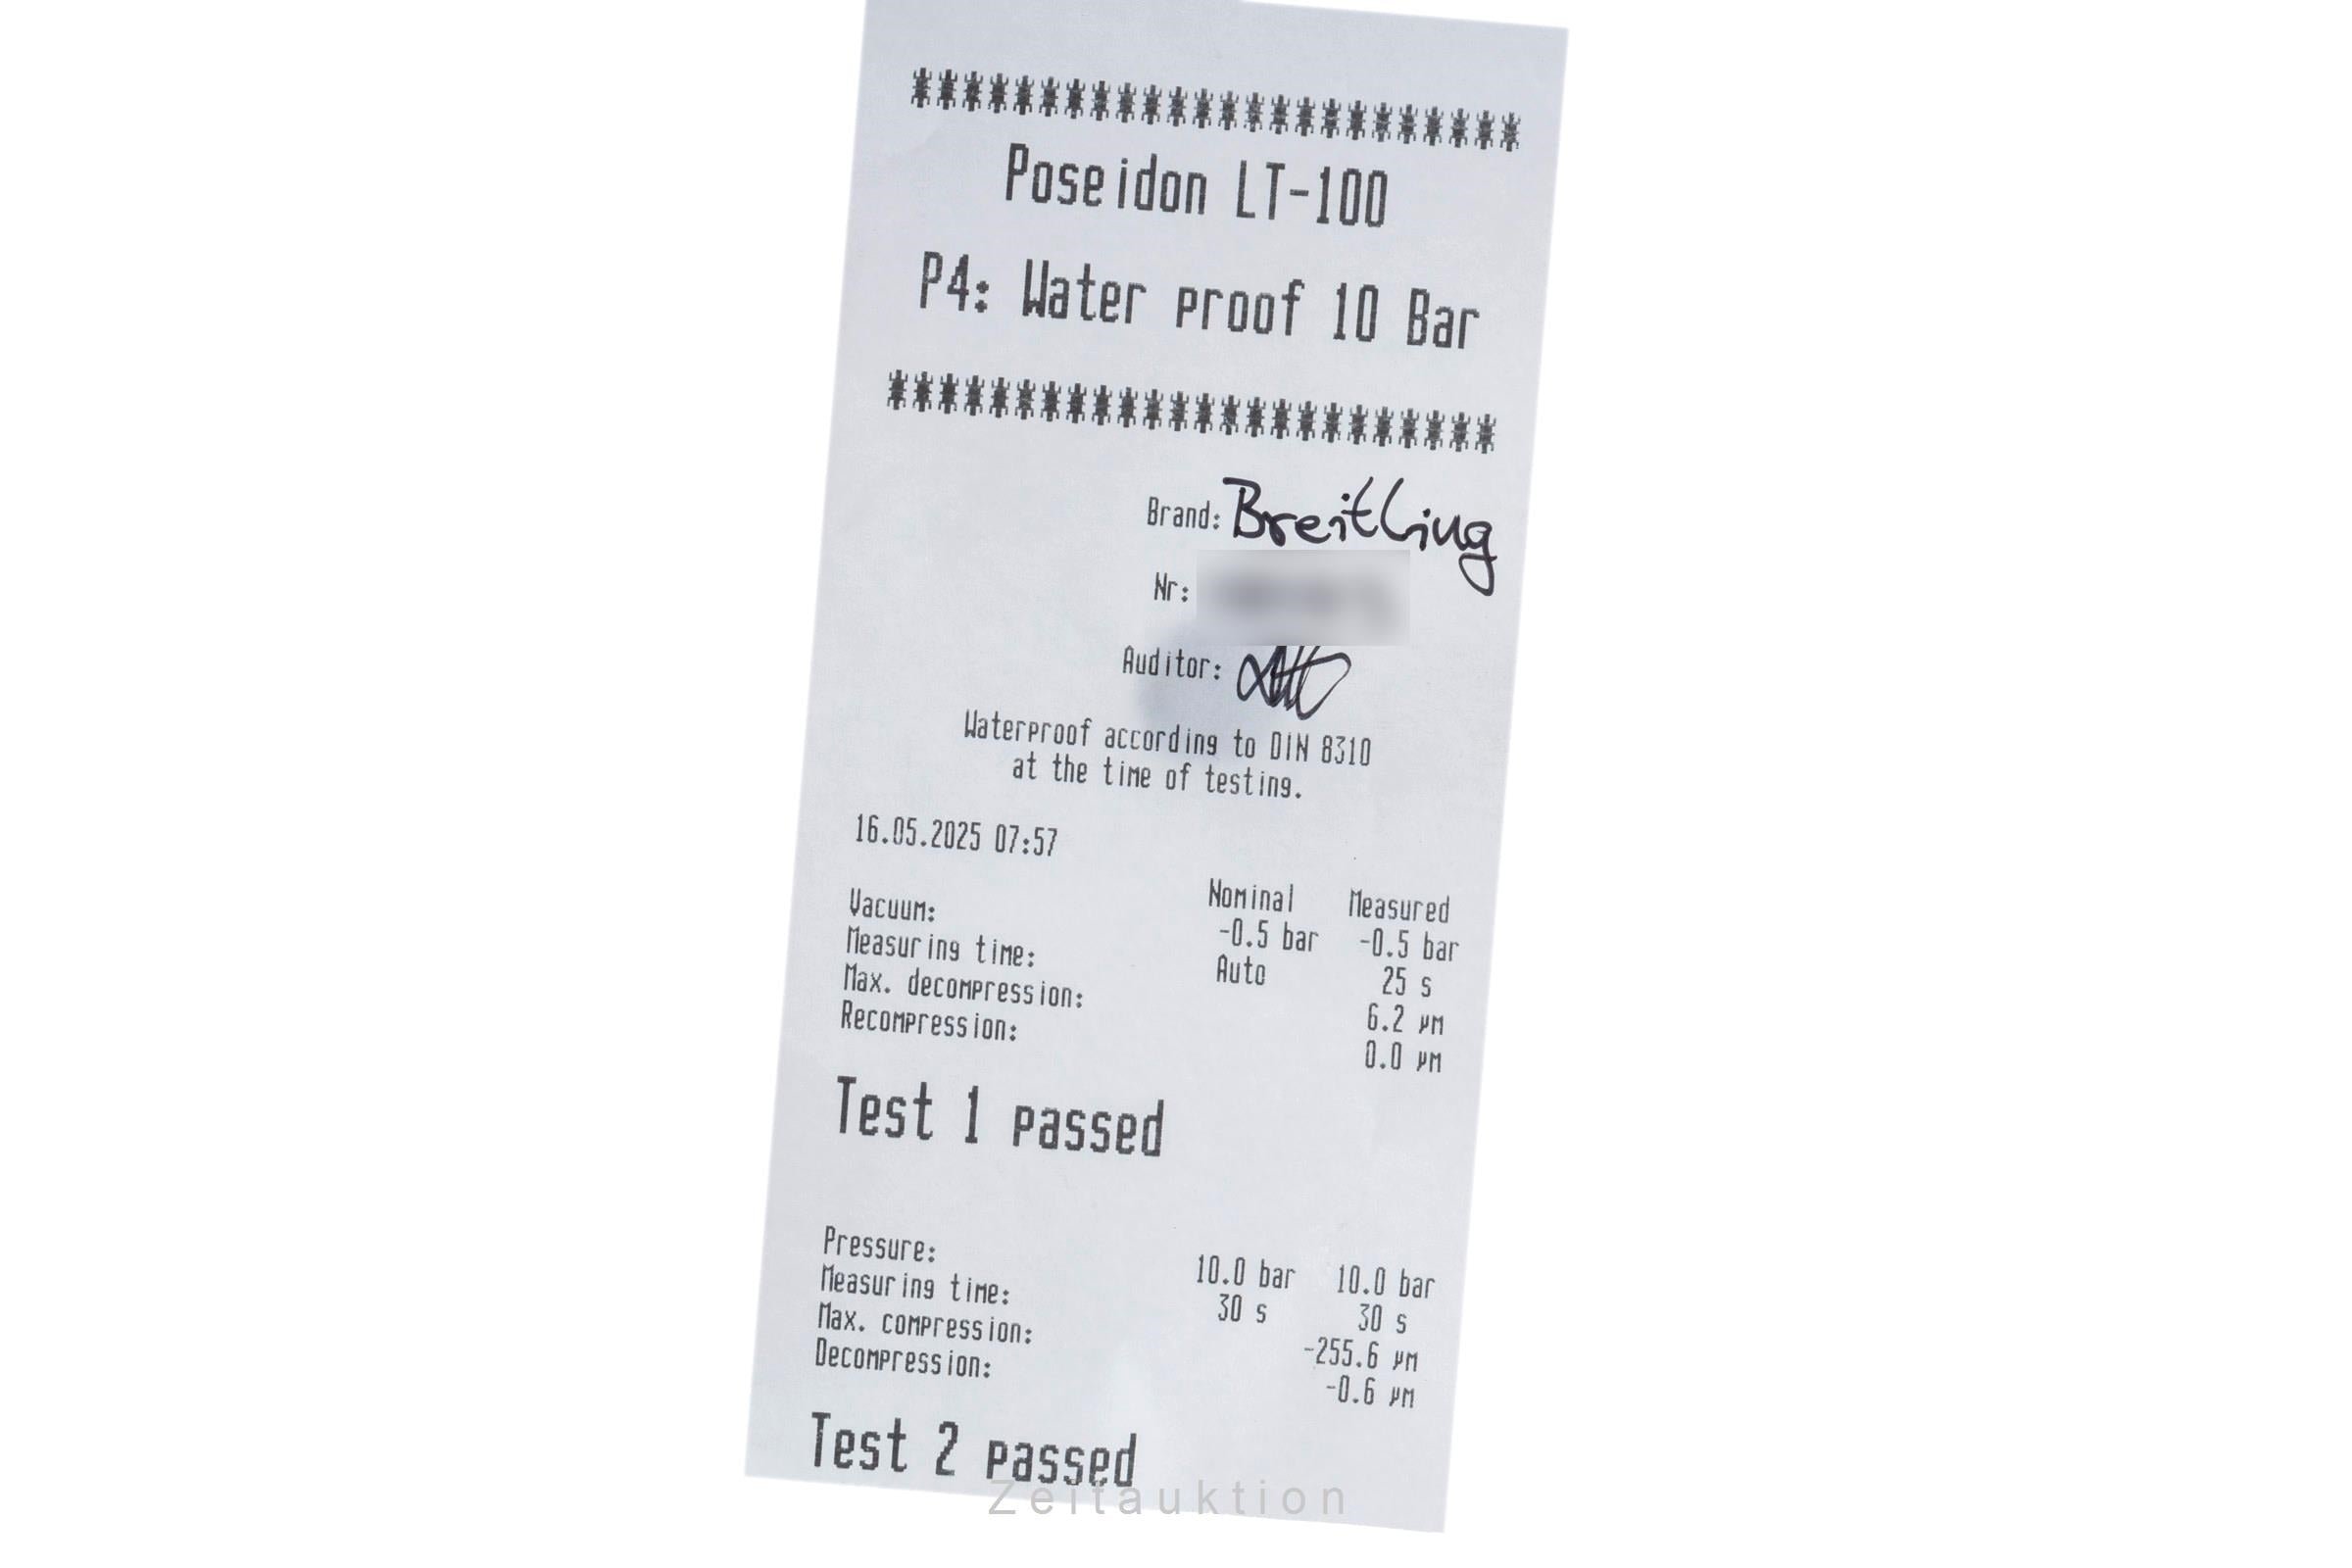 ************************
Poseidon LT-100
P4: Water proof 10 Bar
************************
Brand: Breitling
Nr:
Auditor:
Waterproof according to DIN 8310
at the time of testing.
16.05.2025 07:57
Nominal Measured
Vacuum: -0.5 bar -0.5 bar
Measuring time: Auto 25 s
Max. decompression: 6.2 µm
Recompression: 0.0 µm
Test 1 passed
Pressure: 10.0 bar 10.0 bar
Measuring time: 30 s 30 s
Max. compression: -255.6 µm
Decompression: -0.6 µm
Test 2 passed
Zeitauktion